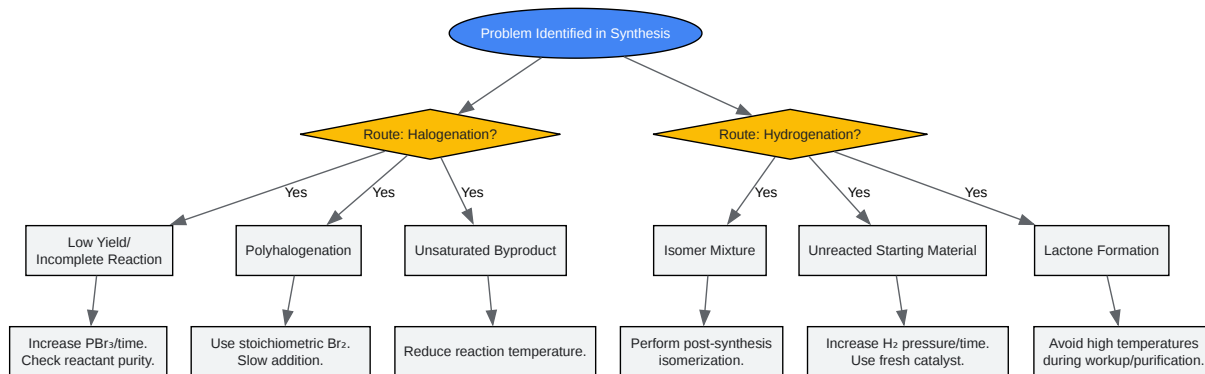 Problem Identified in Synthesis
Route: Halogenation?
Route: Hydrogenation?
Yes
Yes
Yes
Yes
Yes
Yes
Low Yield/
Incomplete Reaction
Polyhalogenation
Unsaturated Byproduct
Isomer Mixture
Unreacted Starting Material
Lactone Formation
Increase PBr₃/time.
Check reactant purity.
Use stoichiometric Br₂.
Slow addition.
Reduce reaction temperature.
Perform post-synthesis
isomerization.
Increase H₂ pressure/time.
Use fresh catalyst.
Avoid high temperatures
during workup/purification.